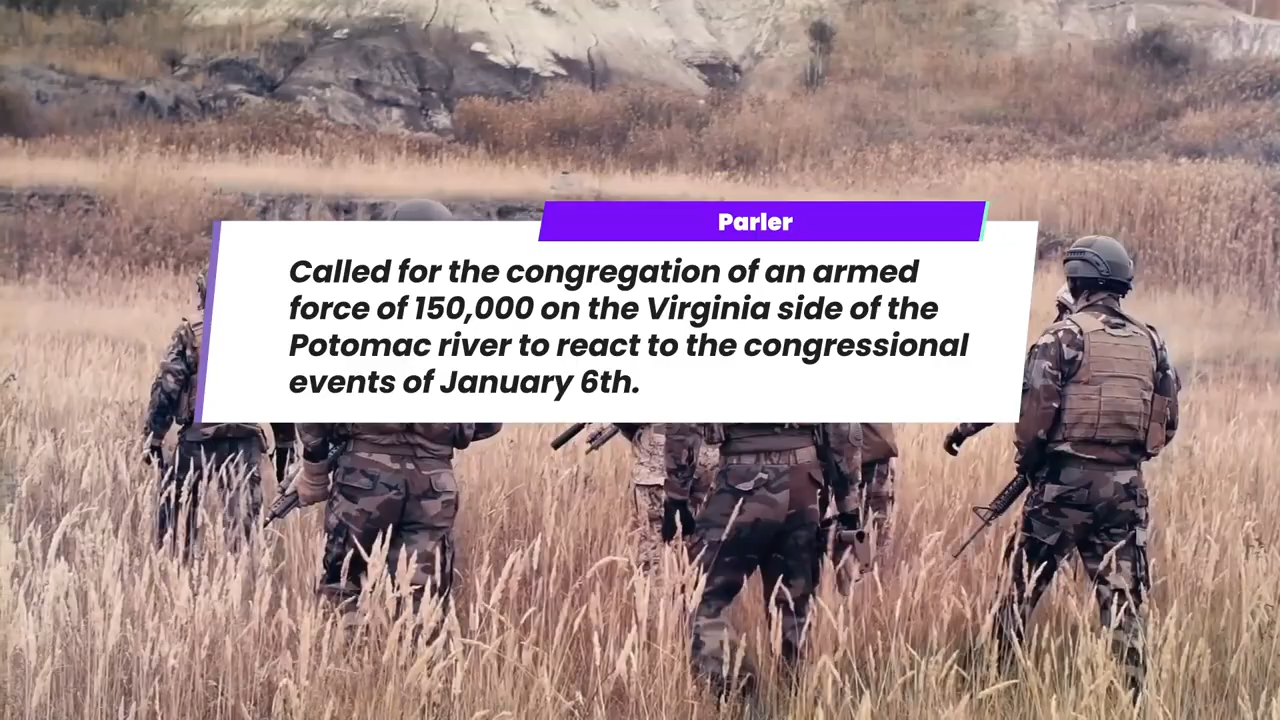 Parler
Called for the congregation of an armed
force of 150,000 on the Virginia side of the
Potomac river to react to the congressional
events of January 6th.